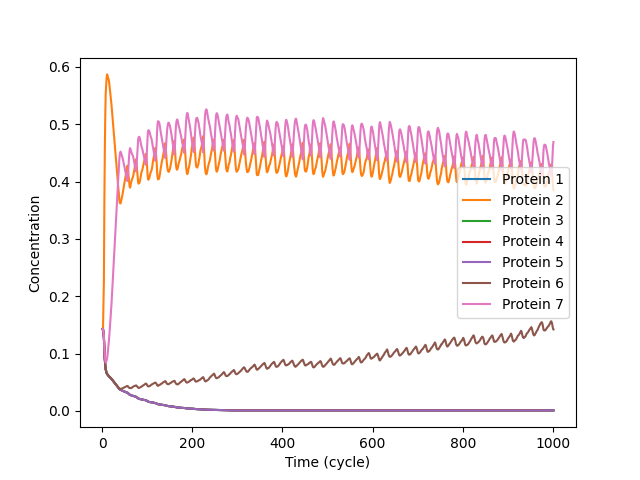 0.6
0.5
0.4
0.3
0.2
0.1
0.0
Concentration
0 200 400 600 800 1000
Time (cycle)
Protein 1
Protein 2
Protein 3
Protein 4
Protein 5
Protein 6
Protein 7